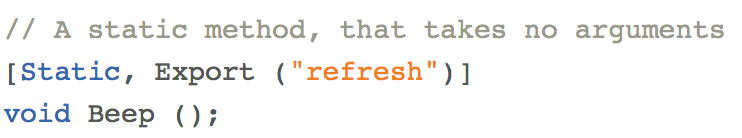 // A static method, that takes no arguments
[Static, Export ("refresh")]
void Beep ();